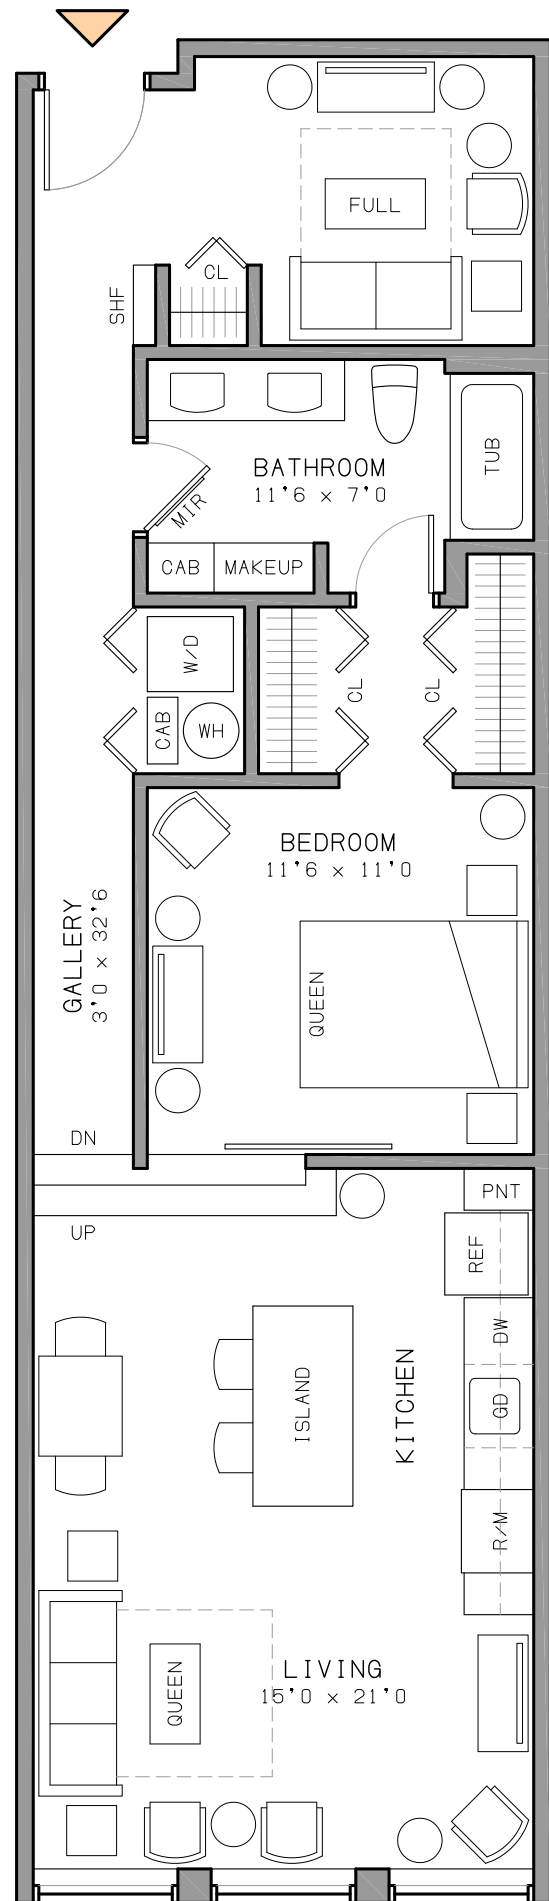 FULL
CL
SHF
TUB
BATHROOM
11'6 x 7'0
MIR
CAB
MAKEUP
W/D
CL
CL
CAB
WH
BEDROOM
11'6 x 11'0
GALLERY
3'0 x 32'6
QUEEN
DN
PNT
UP
REF
DW
ISLAND
KITCHEN
GD
R/M
LIVING
15'0 x 21'0
QUEEN